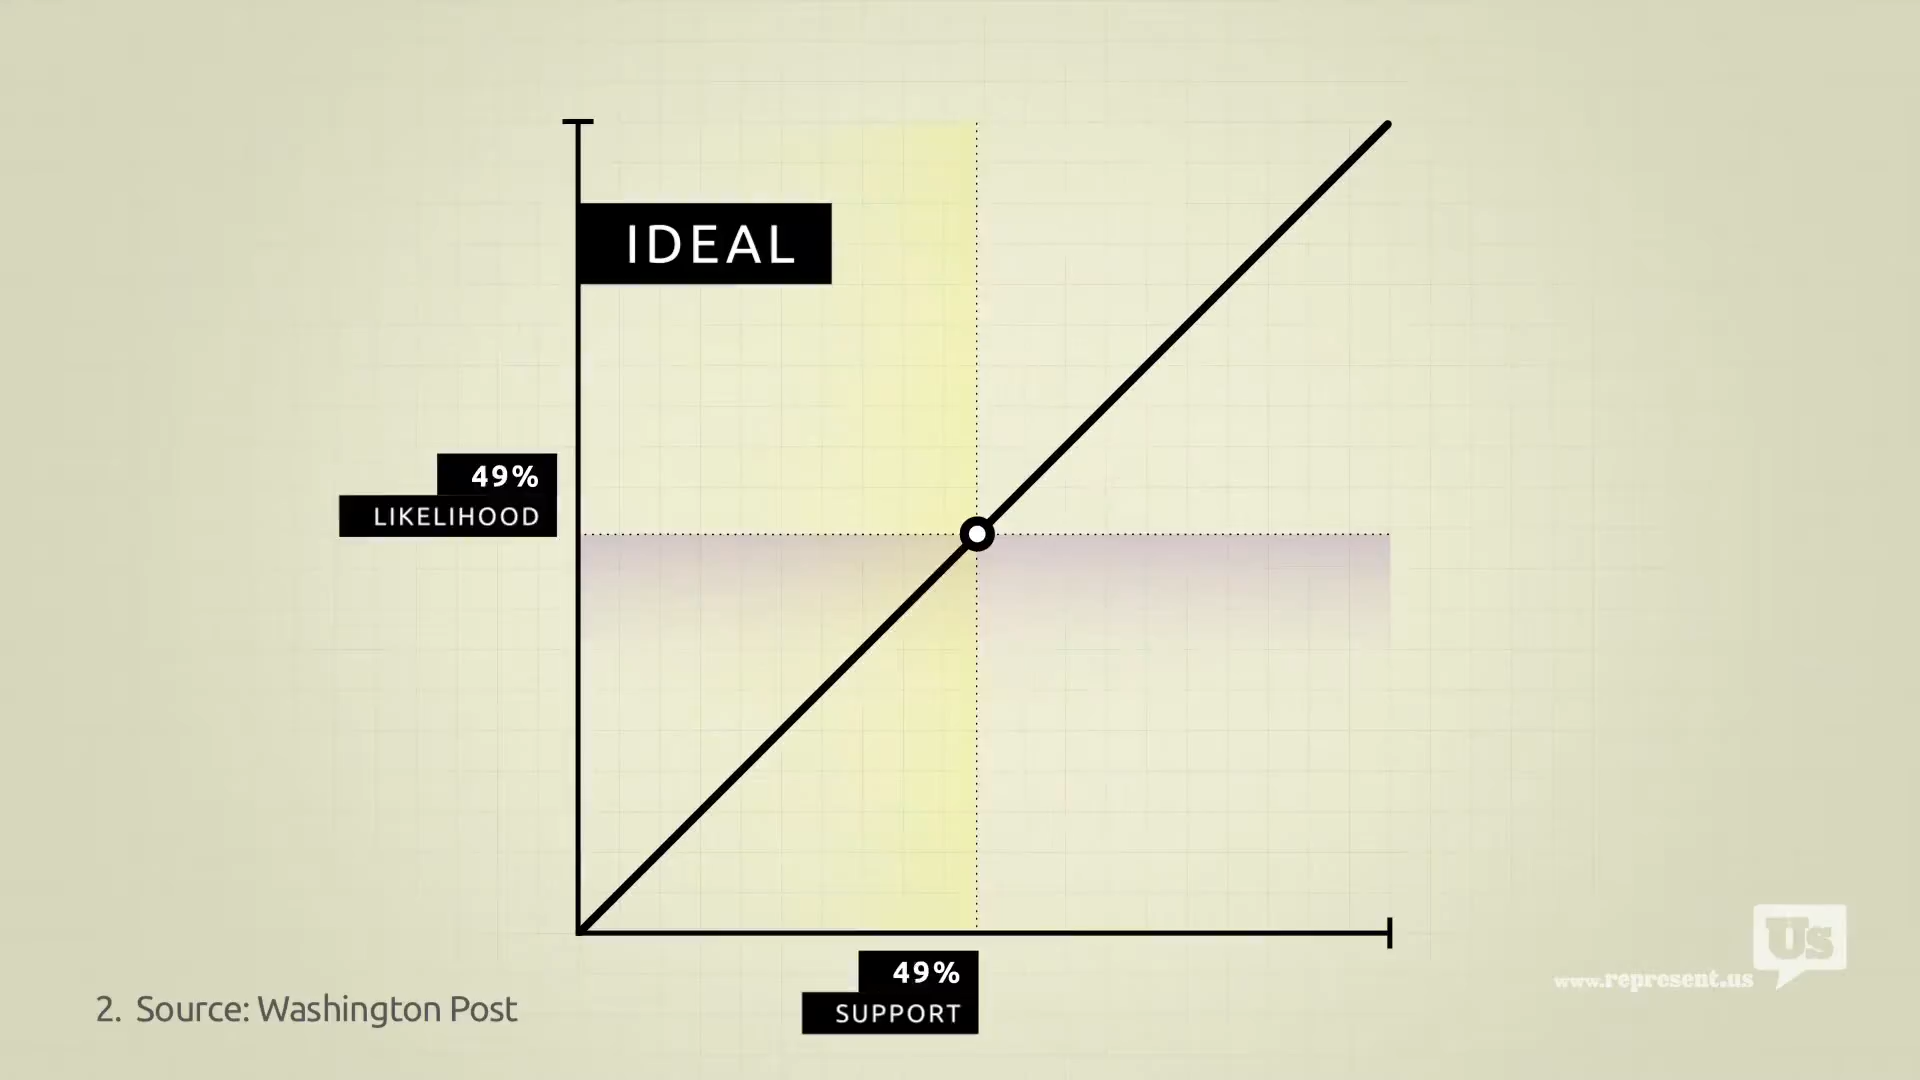 IDEAL
49%
LIKELIHOOD
49%
SUPPORT
2. Source: Washington Post
Us
www.represent.us